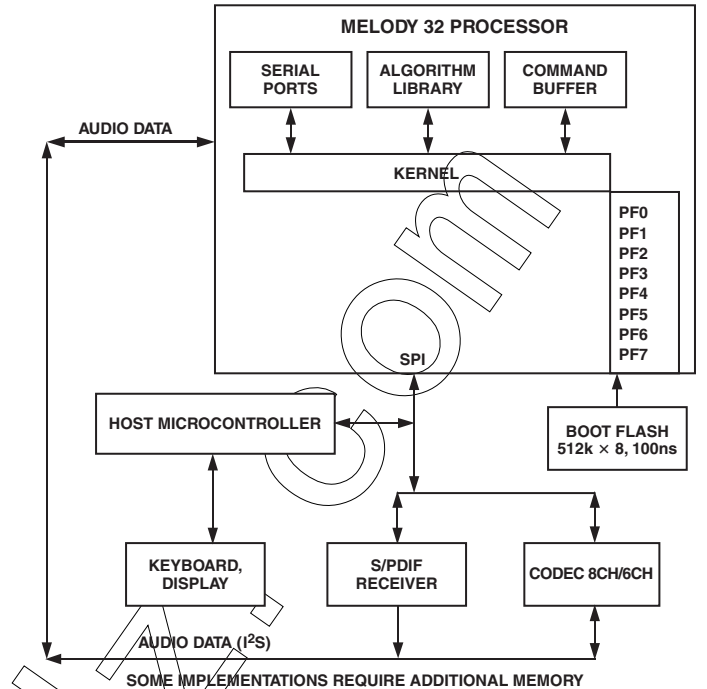 MELODY 32 PROCESSOR
SERIAL
PORTS
ALGORITHM
LIBRARY
COMMAND
BUFFER
AUDIO DATA
KERNEL
PF0
PF1
PF2
PF3
PF4
PF5
PF6
PF7
SPI
HOST MICROCONTROLLER
BOOT FLASH
512k × 8, 100ns
KEYBOARD,
DISPLAY
S/PDIF
RECEIVER
CODEC 8CH/6CH
AUDIO DATA (I²S)
SOME IMPLEMENTATIONS REQUIRE ADDITIONAL MEMORY